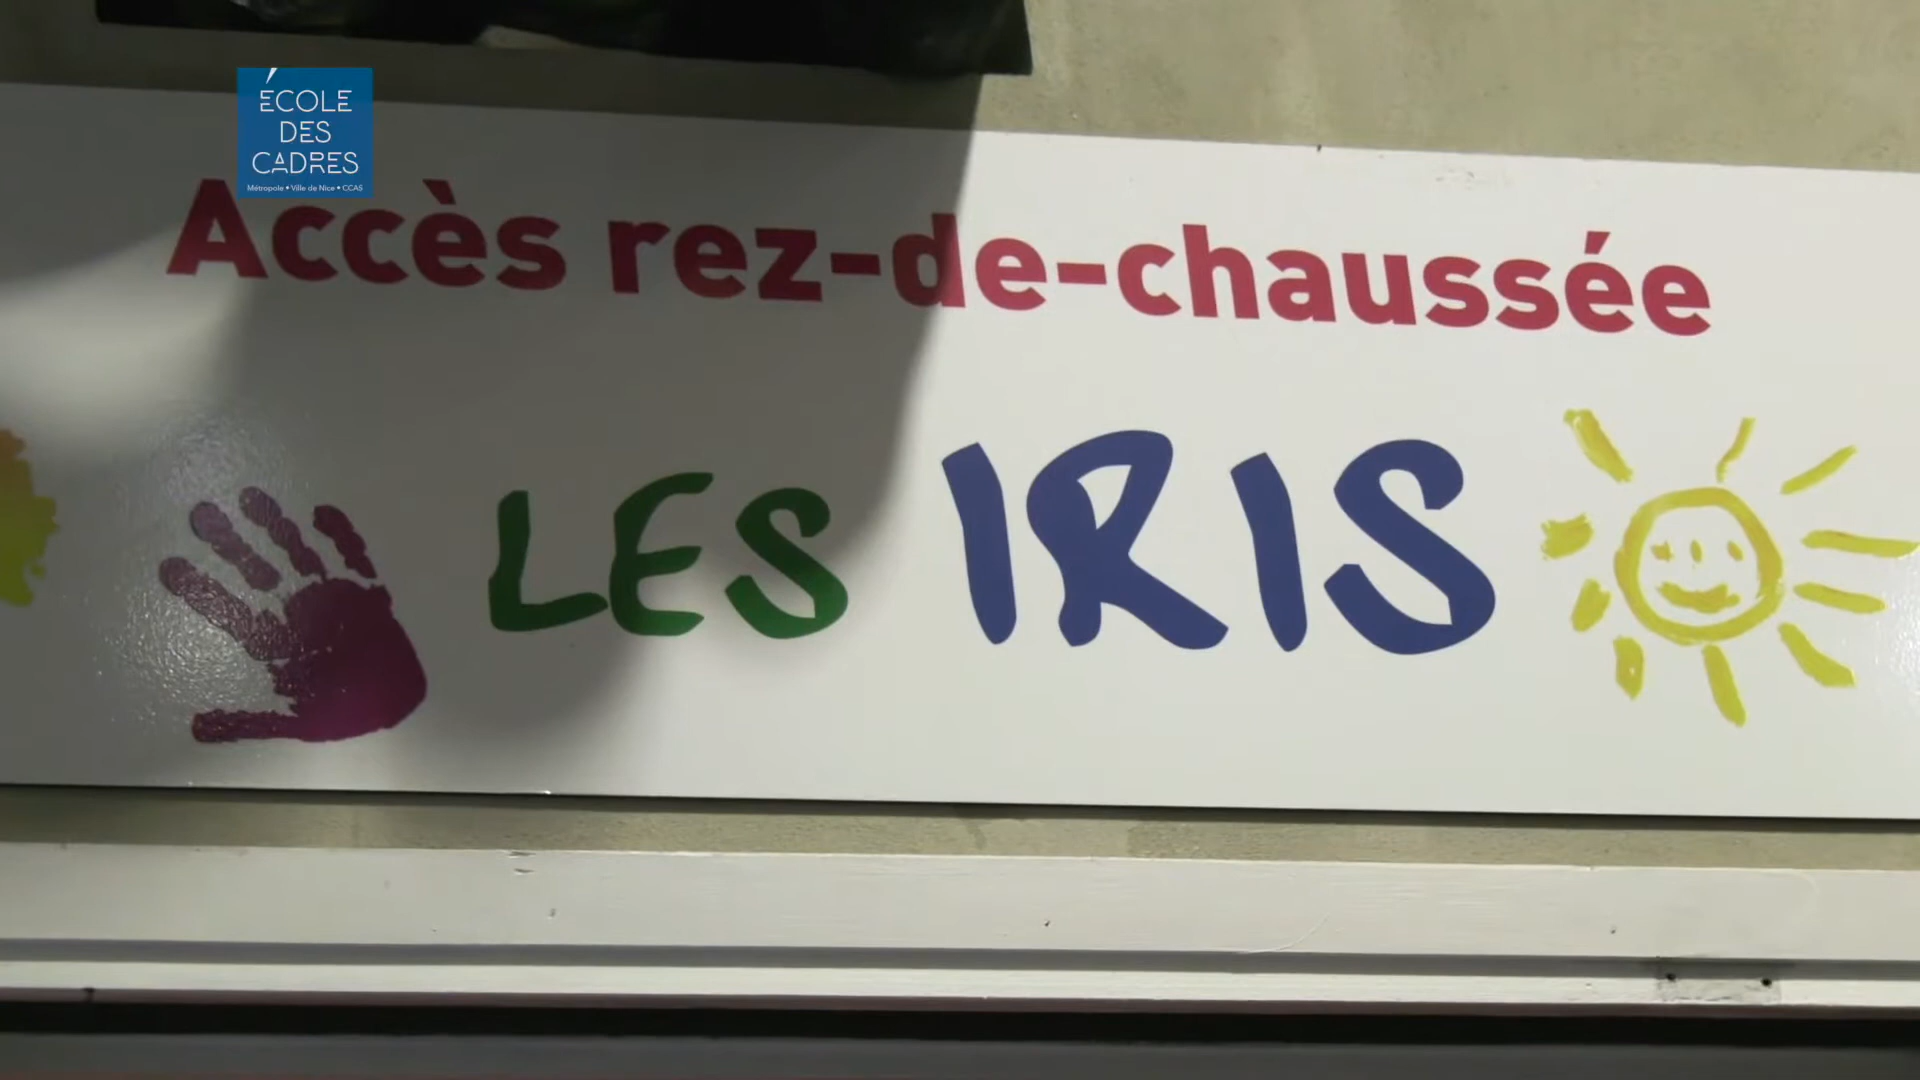 ÉCOLE
DES
CADRES
Métropole • Ville de Nice • CCAS
Accès rez-de-chaussée
LES IRIS